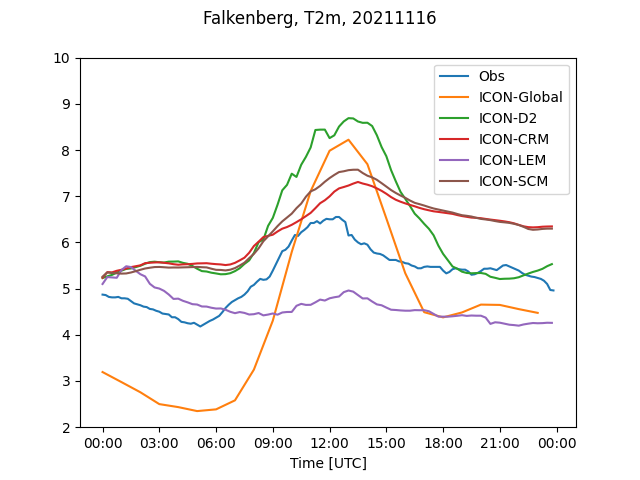 Falkenberg, T2m, 20211116
10
9
8
7
6
5
4
3
2
Obs
ICON-Global
ICON-D2
ICON-CRM
ICON-LEM
ICON-SCM
00:00 03:00 06:00 09:00 12:00 15:00 18:00 21:00 00:00
Time [UTC]